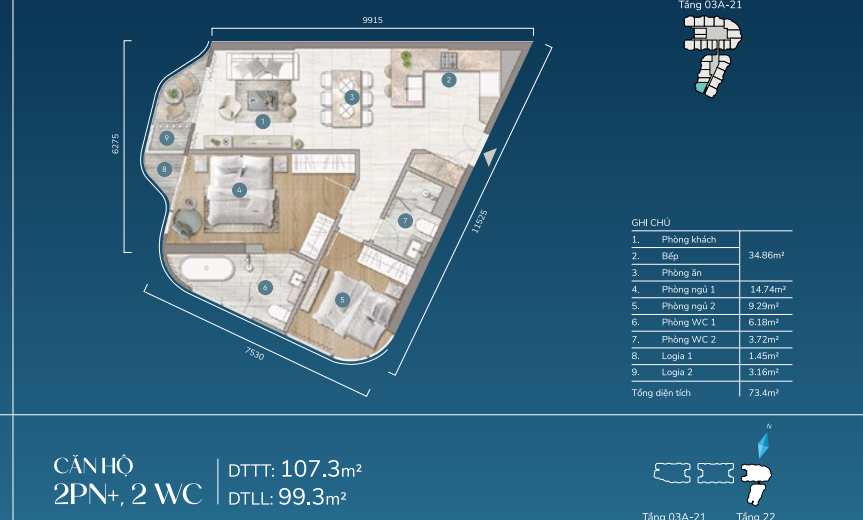 Tầng 03A-21
9915
6275
11525
7530
1
2
3
4
5
6
7
8
9
GHI CHÚ
1. Phòng khách
2. Bếp 34.86m²
3. Phòng ăn
4. Phòng ngủ 1 14.74m²
5. Phòng ngủ 2 9.29m²
6. Phòng WC 1 6.18m²
7. Phòng WC 2 3.72m²
8. Logia 1 1.45m²
9. Logia 2 3.16m²
Tổng diện tích 73.4m²
CĂN HỘ
2PN+, 2 WC
DTTT: 107.3m²
DTLL: 99.3m²
N
Tầng 03A-21 Tầng 22